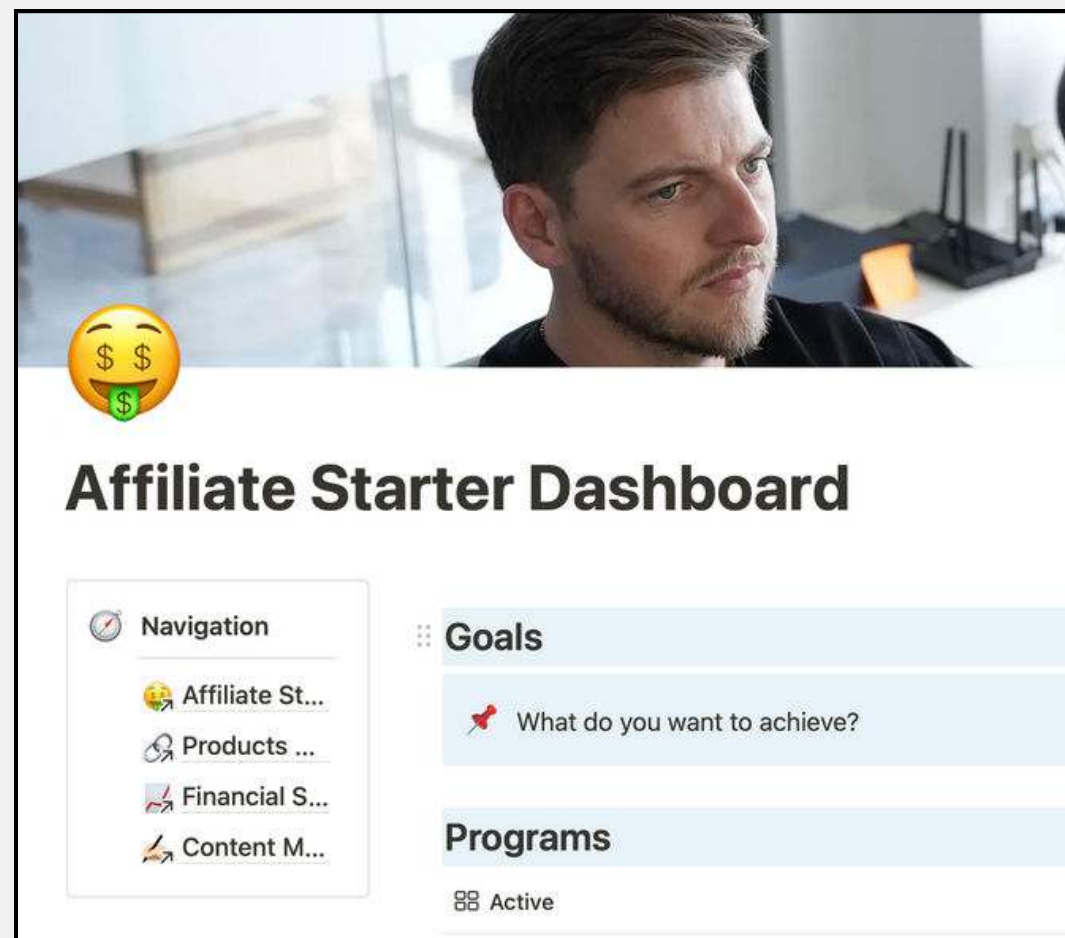 Affiliate Starter Dashboard
Navigation
Affiliate St...
Products ...
Financial S...
Content M...
Goals
What do you want to achieve?
Programs
Active